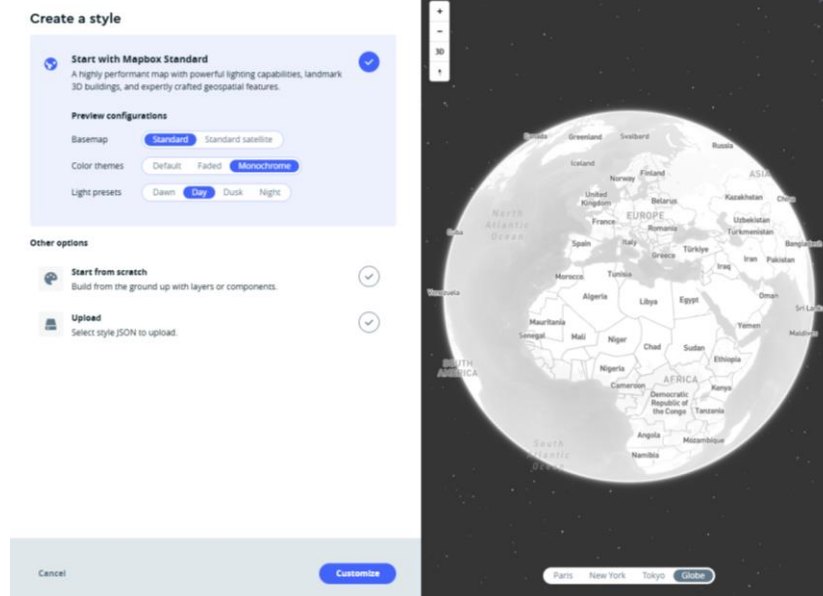 Create a style
Start with Mapbox Standard
A highly performant map with powerful lighting capabilities, landmark
3D buildings, and expertly crafted geospatial features.
Preview configurations
Basemap Standard Standard satellite
Color themes Default Faded Monochrome
Light presets Dawn Day Dusk Night
Other options
Start from scratch
Build from the ground up with layers or components.
Upload
Select style JSON to upload.
Cancel Customize
+
−
3D
Canada Greenland Svalbard
Russia
Iceland
Norway Finland
ASIA
United
Kingdom
Belarus
Kazakhstan
North
Atlantic
Ocean
France
EUROPE
Romania
Uzbekistan
Turkmenistan
Cuba
Spain Italy Greece Türkiye
Bangladesh
Iraq Iran Pakistan
Morocco Tunisia
Venezuela
Algeria Libya Egypt
Oman
Sri Lanka
Mauritania
Senegal Mali Niger Chad Sudan
Yemen
Maldives
Ethiopia
SOUTH
AMERICA
Nigeria
Cameroon
AFRICA
Kenya
Democratic
Republic of
the Congo
Tanzania
Angola
Mozambique
South
Atlantic
Ocean
Namibia
Paris New York Tokyo Globe